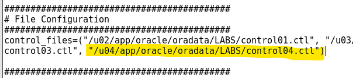 ###########################################
# File Configuration
###########################################
control_files=("/u02/app/oracle/oradata/LABS/control01.ctl", "/u03
control03.ctl", "/u04/app/oracle/oradata/LABS/control04.ctl")
###########################################